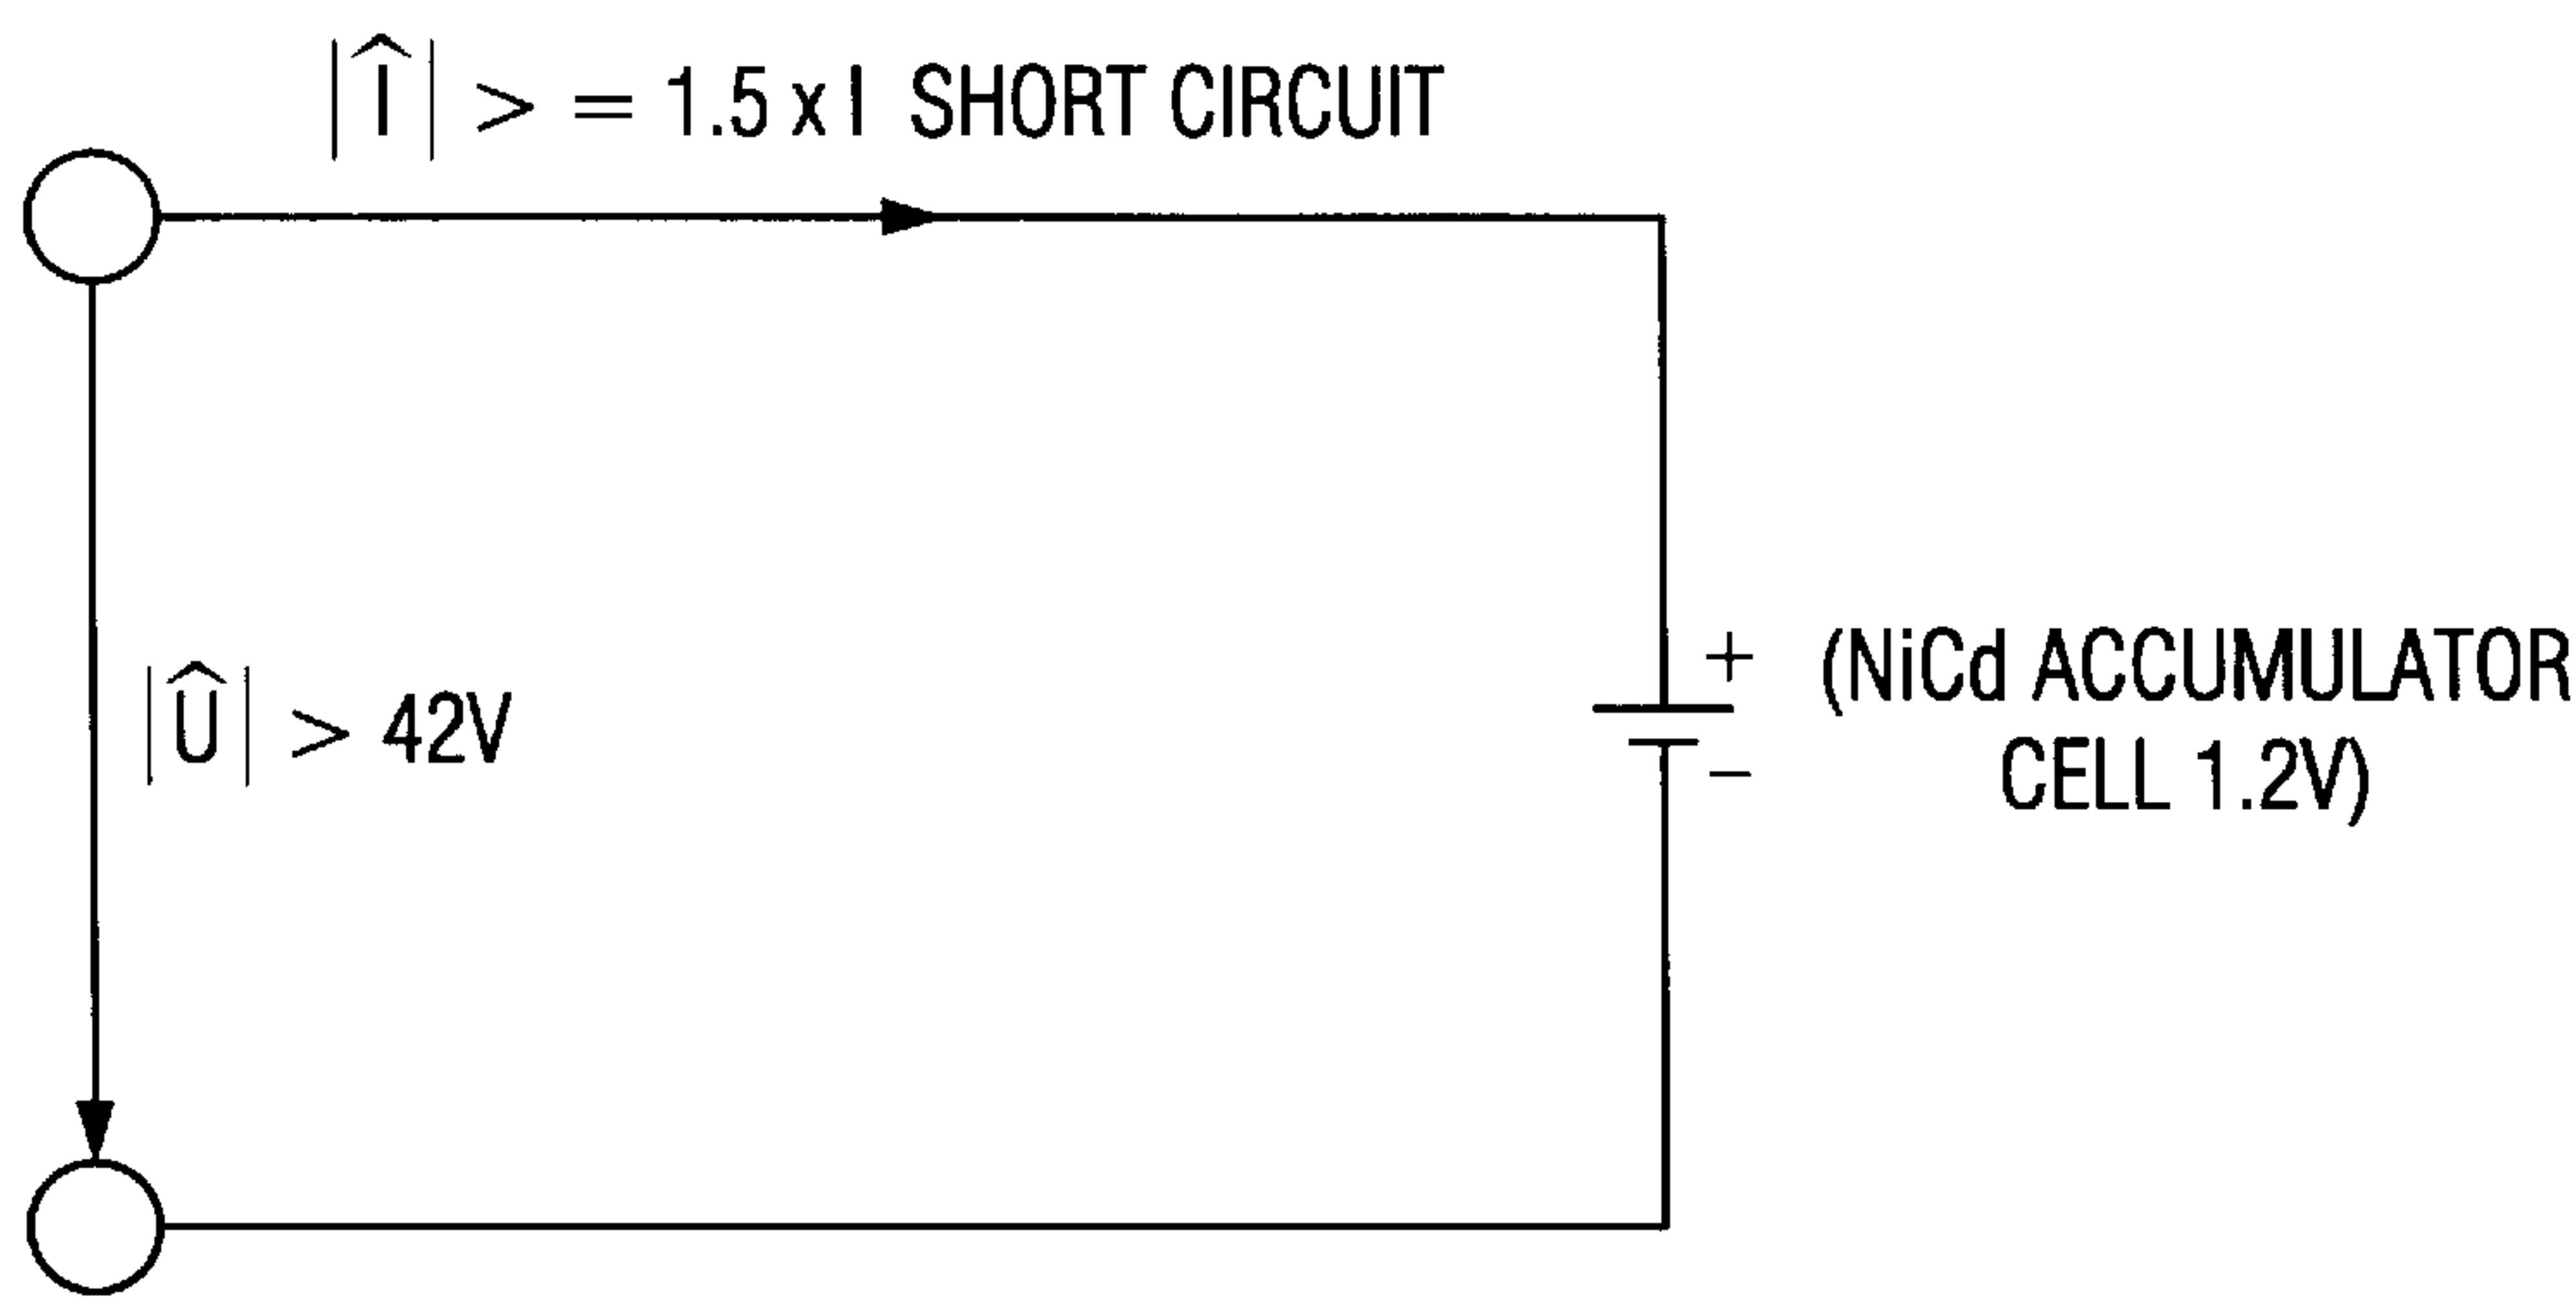 |Î| > = 1.5 x I SHORT CIRCUIT
|Û| > 42V
+ (NiCd ACCUMULATOR
CELL 1.2V)
−